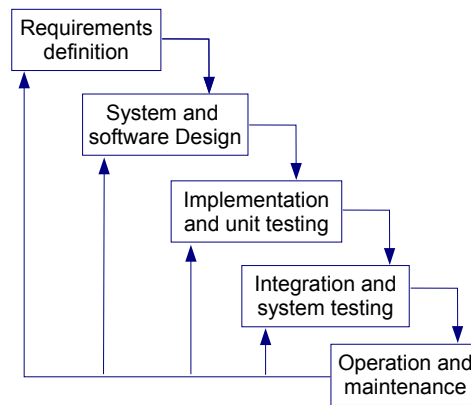 Requirements
definition
System and
software Design
Implementation
and unit testing
Integration and
system testing
Operation and
maintenance